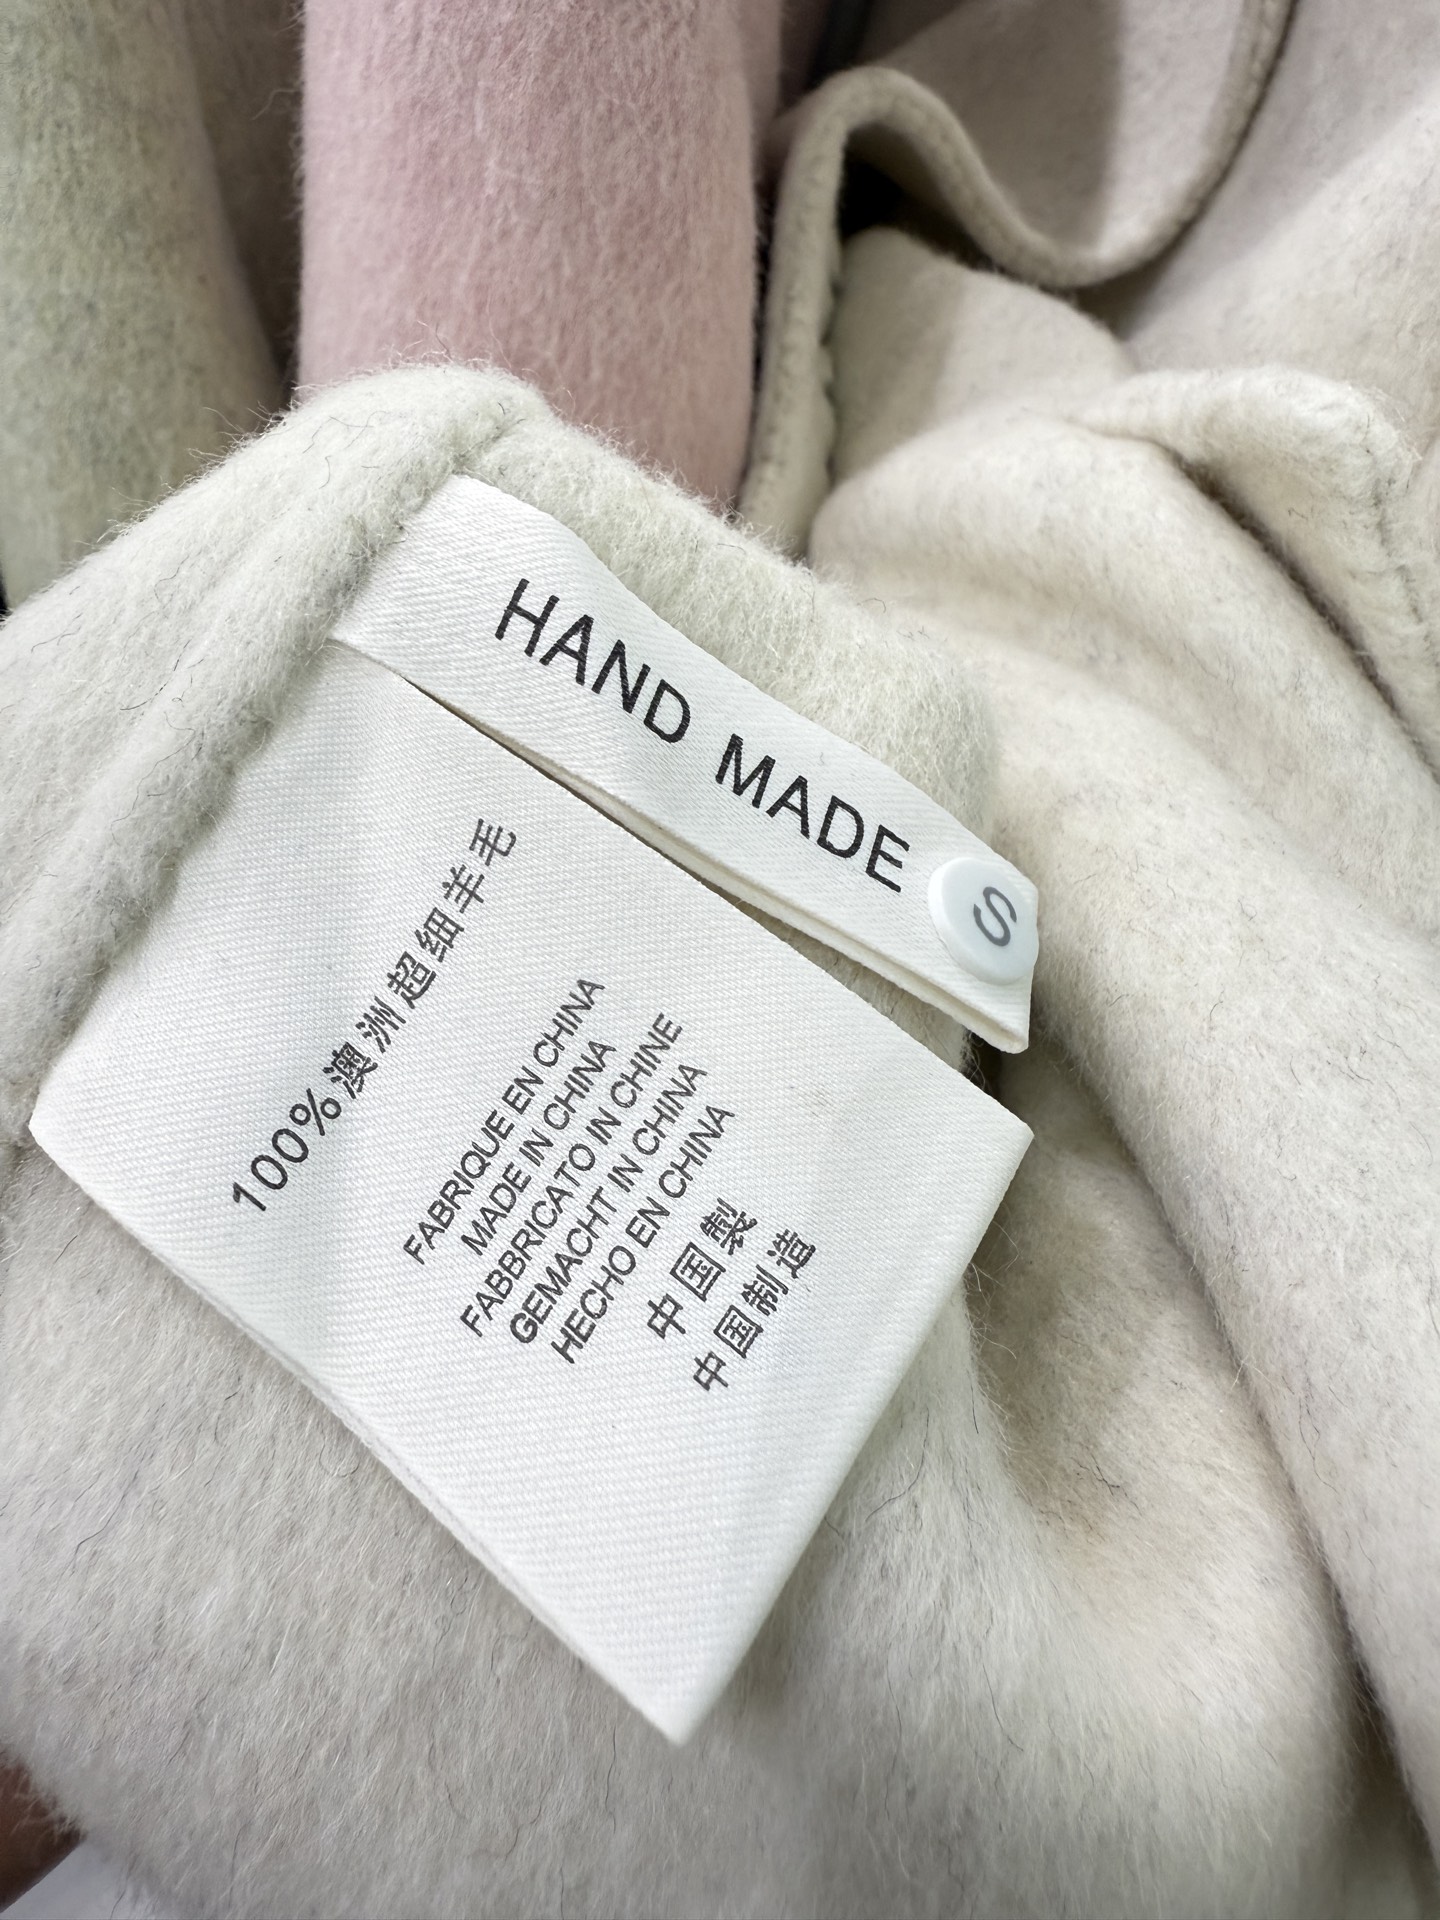 HAND MADE
S
100%澳洲超细羊毛
FABRIQUE EN CHINA
MADE IN CHINA
FABBRICATO IN CHINE
GEMACHT IN CHINA
HECHO EN CHINA
中国製
中国制造